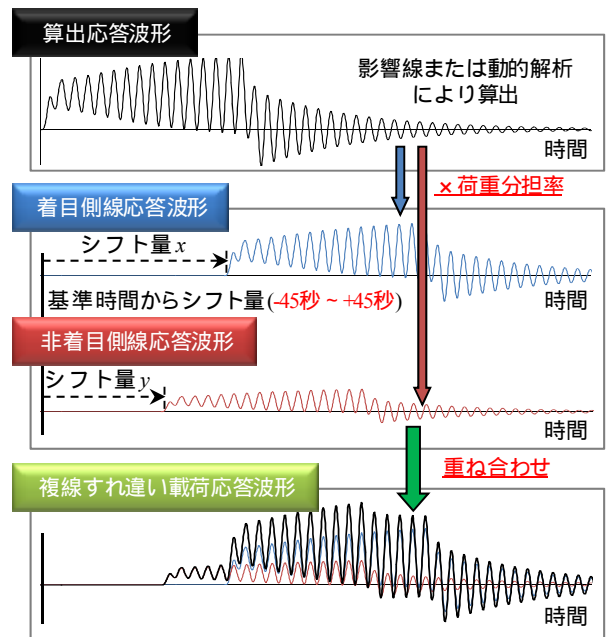 算出応答波形
影響線または動的解析
により算出
時間
×荷重分担率
着目側線応答波形
シフト量x
基準時間からシフト量(-45秒~+45秒)
時間
非着目側線応答波形
シフト量y
時間
重ね合わせ
複線すれ違い載荷応答波形
時間